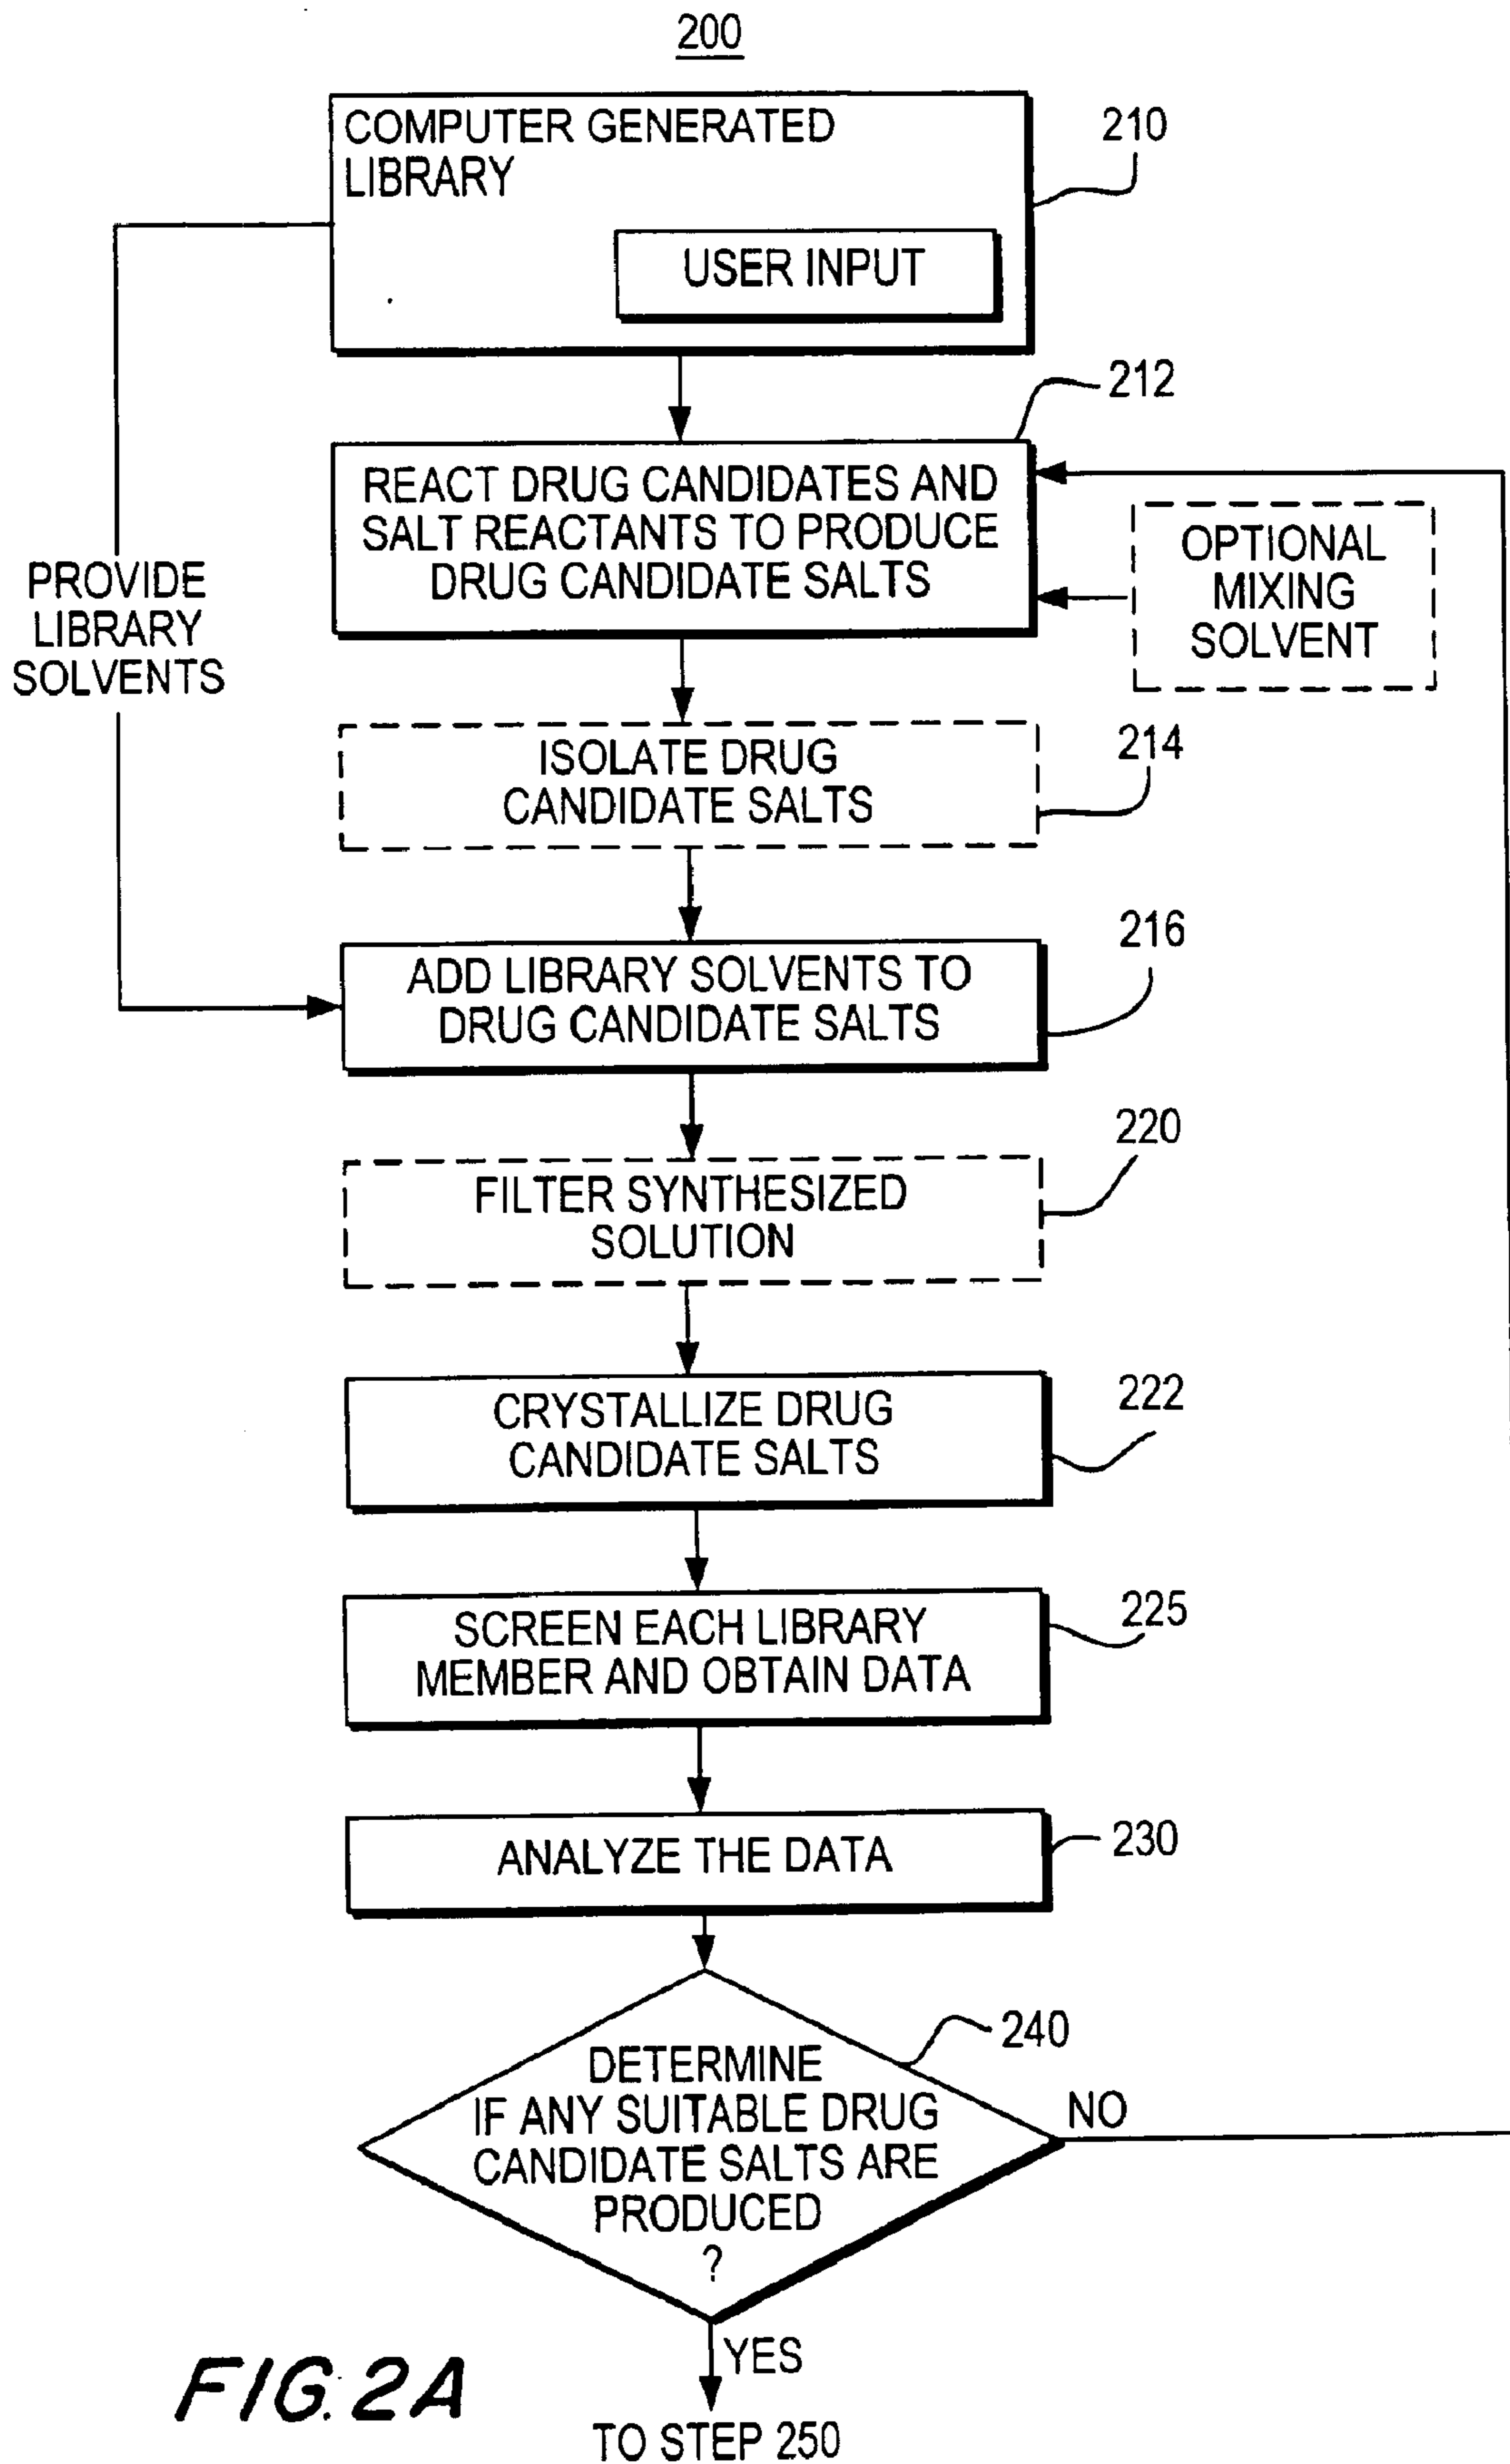 200
COMPUTER GENERATED
LIBRARY
210
USER INPUT
212
REACT DRUG CANDIDATES AND
SALT REACTANTS TO PRODUCE
DRUG CANDIDATE SALTS
OPTIONAL
MIXING
SOLVENT
PROVIDE
LIBRARY
SOLVENTS
ISOLATE DRUG
CANDIDATE SALTS
214
ADD LIBRARY SOLVENTS TO
DRUG CANDIDATE SALTS
216
FILTER SYNTHESIZED
SOLUTION
220
CRYSTALLIZE DRUG
CANDIDATE SALTS
222
SCREEN EACH LIBRARY
MEMBER AND OBTAIN DATA
225
ANALYZE THE DATA
230
240
DETERMINE
IF ANY SUITABLE DRUG
CANDIDATE SALTS ARE
PRODUCED
?
NO
YES
TO STEP 250
FIG. 2A